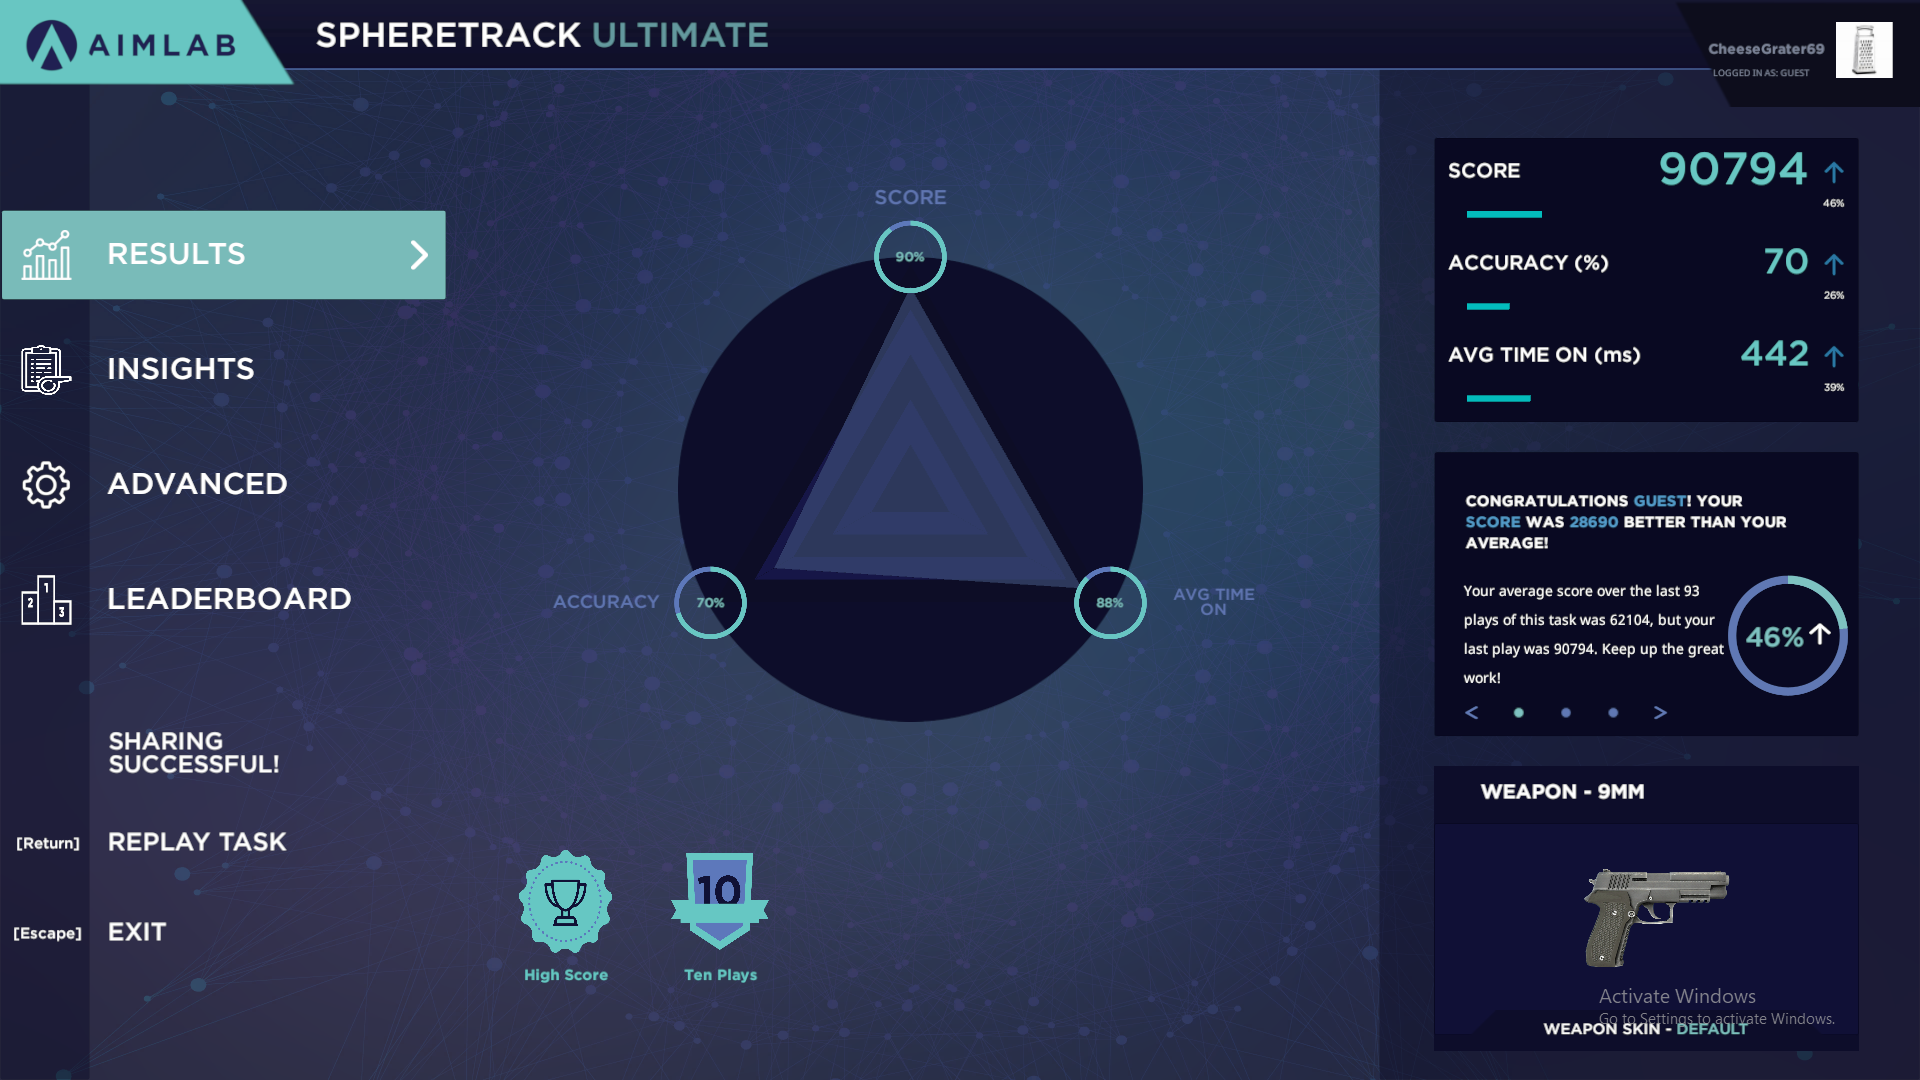 AIMLAB
SPHERETRACK ULTIMATE
CheeseGrater69
LOGGED IN AS: GUEST
RESULTS
INSIGHTS
ADVANCED
1
2
3
LEADERBOARD
SHARING
SUCCESSFUL!
[Return]
REPLAY TASK
[Escape]
EXIT
SCORE
90%
ACCURACY
70%
88%
AVG TIME
ON
10
High Score
Ten Plays
SCORE
90794
46%
ACCURACY (%)
70
26%
AVG TIME ON (ms)
442
39%
CONGRATULATIONS GUEST! YOUR
SCORE WAS 28690 BETTER THAN YOUR
AVERAGE!
Your average score over the last 93
plays of this task was 62104, but your
last play was 90794. Keep up the great
work!
46%
WEAPON - 9MM
Activate Windows
Go to Settings to activate Windows.
WEAPON SKIN - DEFAULT